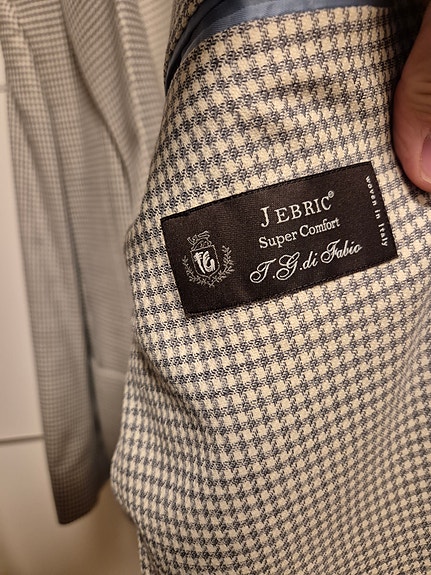 JEBRIC®
Super Comfort
T.G.di Fabio
woven in Italy